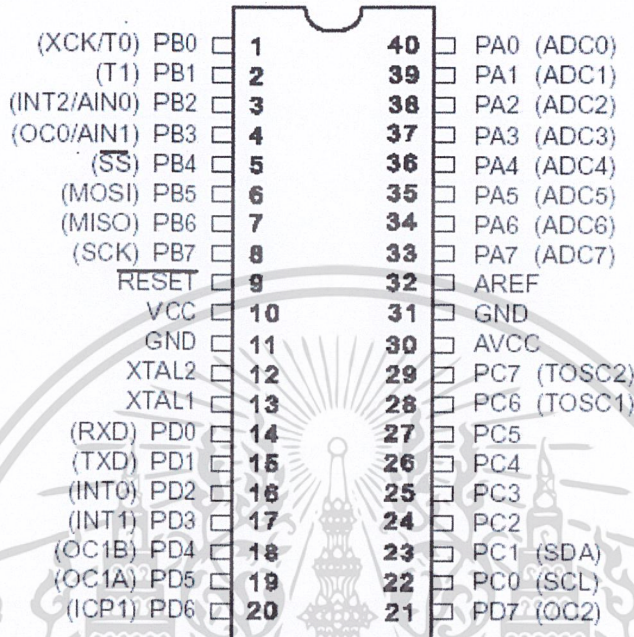 (XCK/T0) PB0 1 40 PA0 (ADC0)
(T1) PB1 2 39 PA1 (ADC1)
(INT2/AIN0) PB2 3 38 PA2 (ADC2)
(OC0/AIN1) PB3 4 37 PA3 (ADC3)
(SS) PB4 5 36 PA4 (ADC4)
(MOSI) PB5 6 35 PA5 (ADC5)
(MISO) PB6 7 34 PA6 (ADC6)
(SCK) PB7 8 33 PA7 (ADC7)
RESET 9 32 AREF
VCC 10 31 GND
GND 11 30 AVCC
XTAL2 12 29 PC7 (TOSC2)
XTAL1 13 28 PC6 (TOSC1)
(RXD) PD0 14 27 PC5
(TXD) PD1 15 26 PC4
(INT0) PD2 16 25 PC3
(INT1) PD3 17 24 PC2
(OC1B) PD4 18 23 PC1 (SDA)
(OC1A) PD5 19 22 PC0 (SCL)
(ICP1) PD6 20 21 PD7 (OC2)